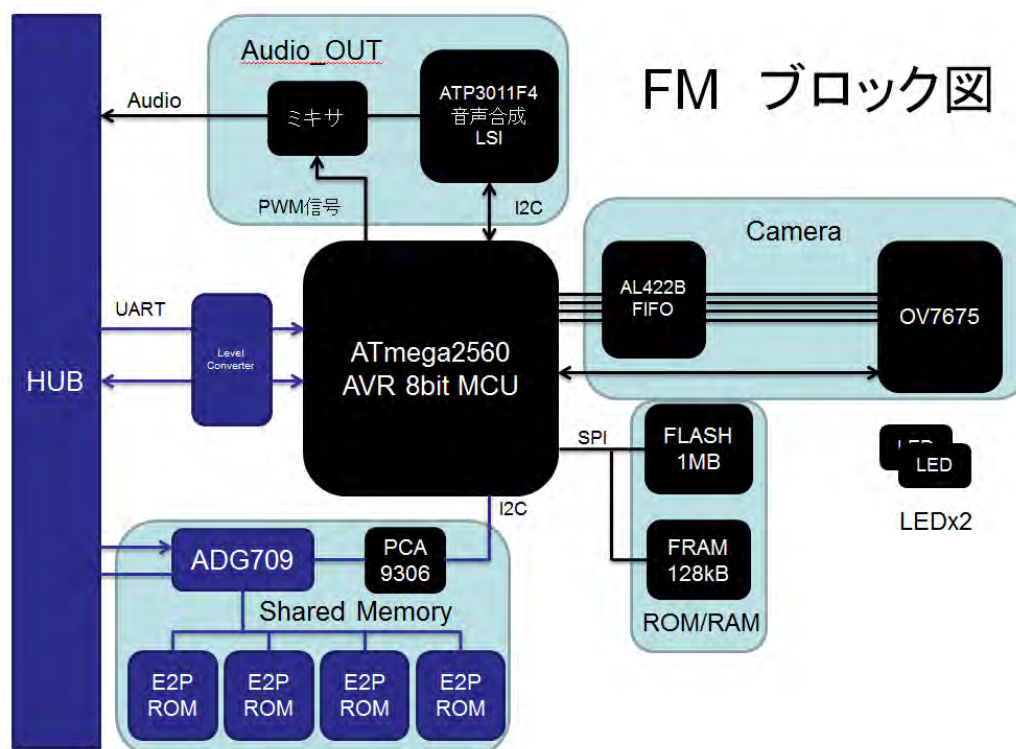 FM ブロック図
Audio_OUT
ATP3011F4
音声合成
LSI
ミキサ
Audio
PWM信号
I2C
Camera
AL422B
FIFO
OV7675
UART
Level
Converter
HUB
ATmega2560
AVR 8bit MCU
SPI
FLASH
1MB
LED
LED
LEDx2
I2C
FRAM
128kB
ROM/RAM
ADG709
PCA
9306
Shared Memory
E2P
ROM
E2P
ROM
E2P
ROM
E2P
ROM